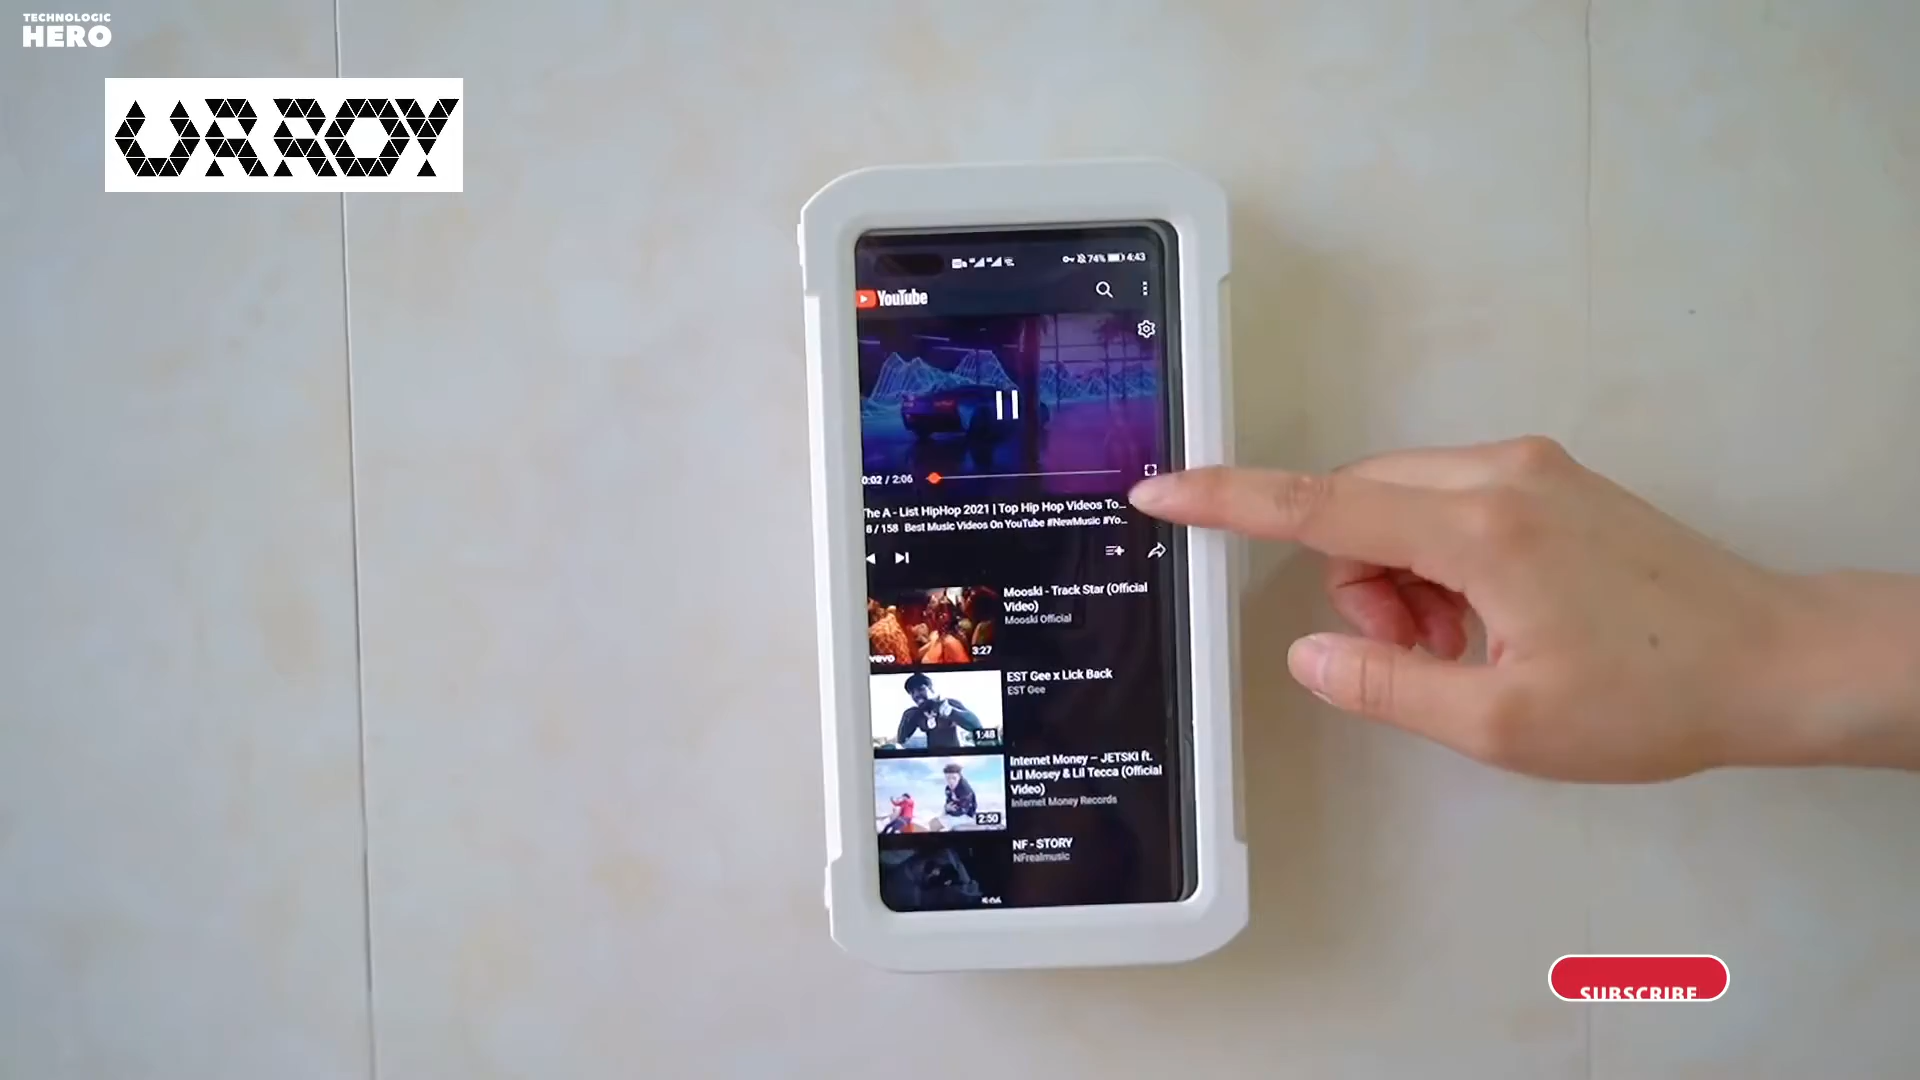 TECHNOLOGIC
HERO
URROY
74% 4:43
YouTube
0:02 / 2:06
The A - List HipHop 2021 | Top Hip Hop Videos To...
8 / 158 Best Music Videos On YouTube #NewMusic #Yo...
Mooski - Track Star (Official
Video)
Mooski Official
vevo
3:27
EST Gee x Lick Back
EST Gee
1:48
Internet Money – JETSKI ft.
Lil Mosey & Lil Tecca (Official
Video)
Internet Money Records
2:50
NF - STORY
NFrealmusic
SUBSCRIBE